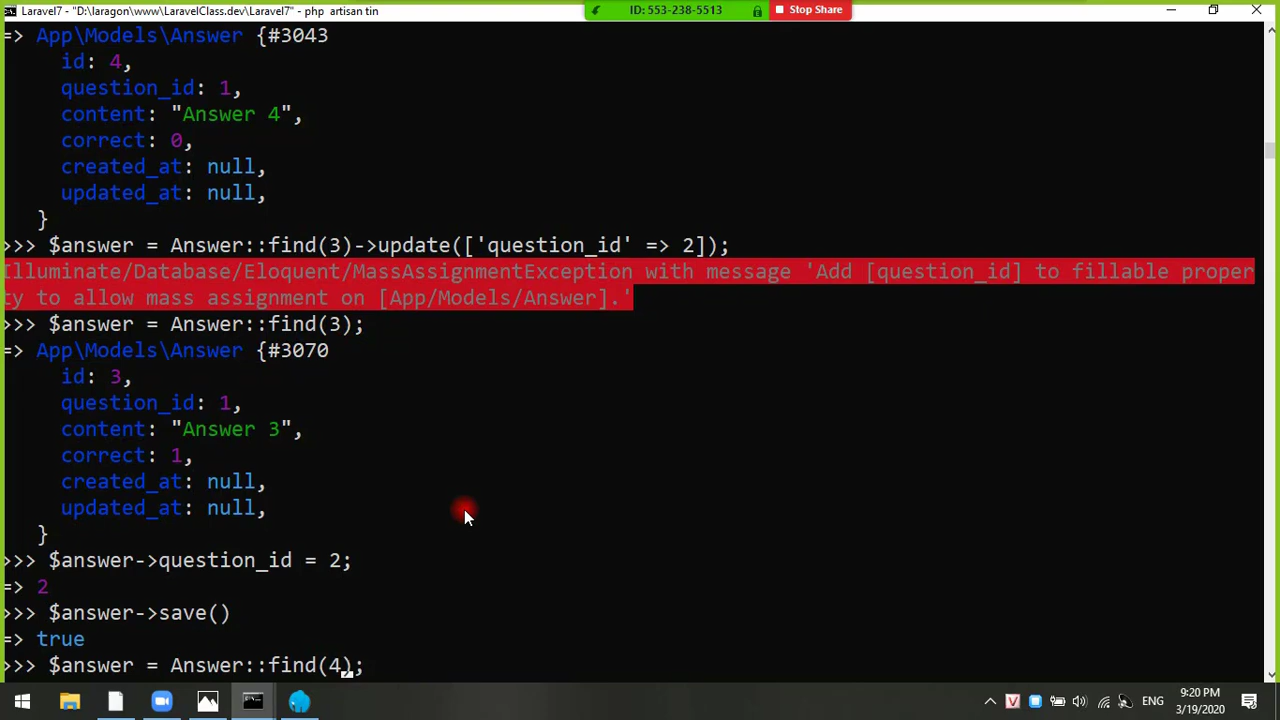 Laravel7 - "D:\laragon\www\LaravelClass.dev\Laravel7" - php artisan tin
ID: 553-238-5513
Stop Share
=> App\Models\Answer {#3043
id: 4,
question_id: 1,
content: "Answer 4",
correct: 0,
created_at: null,
updated_at: null,
}
>>> $answer = Answer::find(3)->update(['question_id' => 2]);
Illuminate/Database/Eloquent/MassAssignmentException with message 'Add [question_id] to fillable proper
ty to allow mass assignment on [App/Models/Answer].'
>>> $answer = Answer::find(3);
=> App\Models\Answer {#3070
id: 3,
question_id: 1,
content: "Answer 3",
correct: 1,
created_at: null,
updated_at: null,
}
>>> $answer->question_id = 2;
=> 2
>>> $answer->save()
=> true
>>> $answer = Answer::find(4);
ENG
9:20 PM
3/19/2020